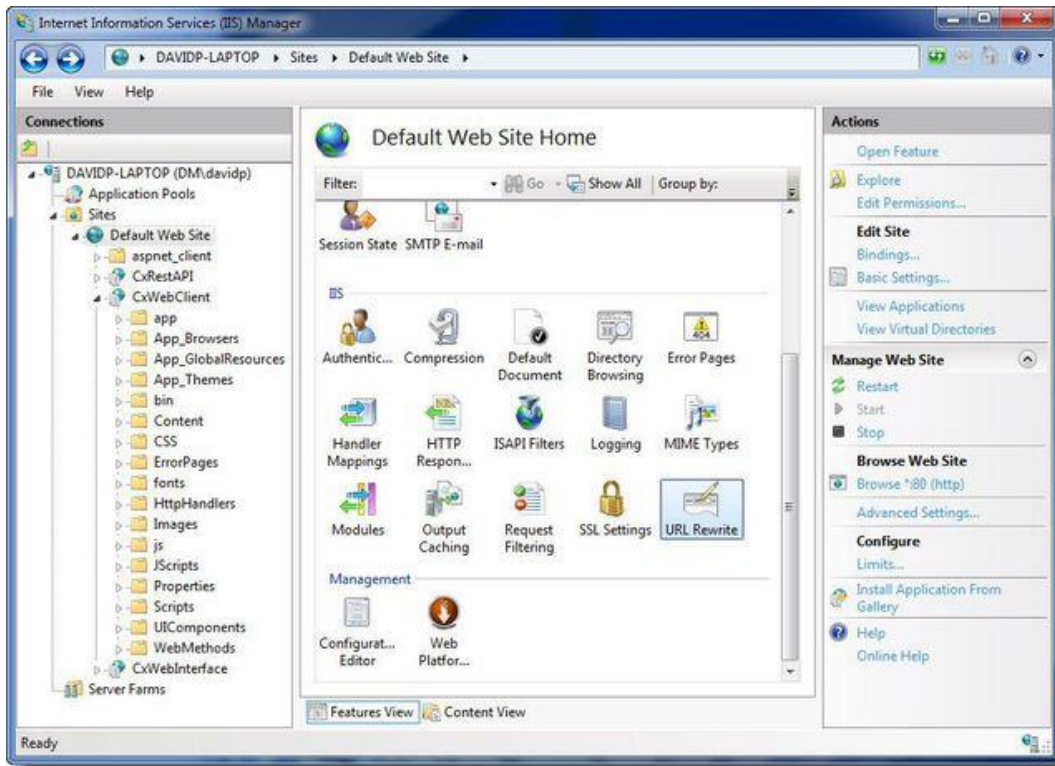 Internet Information Services (IIS) Manager
DAVIDP-LAPTOP Sites Default Web Site
File View Help
Connections
DAVIDP-LAPTOP (DM\davidp)
Application Pools
Sites
Default Web Site
aspnet_client
CxRestAPI
CxWebClient
app
App_Browsers
App_GlobalResources
App_Themes
bin
Content
CSS
ErrorPages
fonts
HttpHandlers
Images
js
JScripts
Properties
Scripts
UIComponents
WebMethods
CxWebInterface
Server Farms
Default Web Site Home
Filter: Go Show All Group by:
Session State SMTP E-mail
IIS
Authentic... Compression Default Document Directory Browsing Error Pages
404
Handler Mappings HTTP Respon... ISAPI Filters Logging MIME Types
Modules Output Caching Request Filtering SSL Settings URL Rewrite
Management
Configurat... Editor Web Platfor...
Features View Content View
Actions
Open Feature
Explore
Edit Permissions...
Edit Site
Bindings...
Basic Settings...
View Applications
View Virtual Directories
Manage Web Site
Restart
Start
Stop
Browse Web Site
Browse *:80 (http)
Advanced Settings...
Configure
Limits...
Install Application From
Gallery
Help
Online Help
Ready